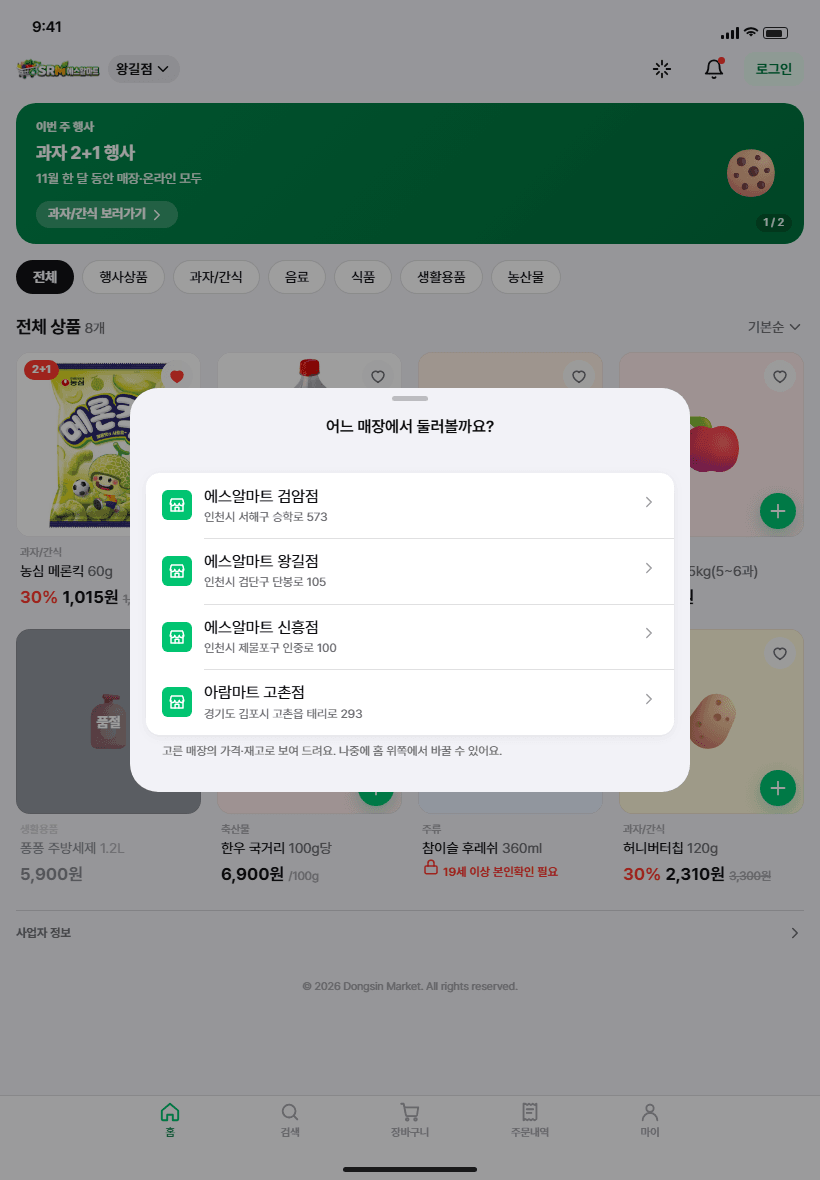 9:41
SRM에스알마트
왕길점
로그인
이번 주 행사
과자 2+1 행사
11월 한 달 동안 매장·온라인 모두
과자/간식 보러가기
1 / 2
전체
행사상품
과자/간식
음료
식품
생활용품
농산물
전체 상품 8개
기본순
2+1
농심
어느 매장에서 둘러볼까요?
에스알마트 검암점
인천시 서해구 승학로 573
에스알마트 왕길점
인천시 검단구 단봉로 105
에스알마트 신흥점
인천시 제물포구 인중로 100
아람마트 고촌점
경기도 김포시 고촌읍 태리로 293
고른 매장의 가격·재고로 보여 드려요. 나중에 홈 위쪽에서 바꿀 수 있어요.
과자/간식
농심 메론킥 60g
30% 1,015원
5kg(5~6과)
품절
생활용품
퐁퐁 주방세제 1.2L
5,900원
축산물
한우 국거리 100g당
6,900원 /100g
주류
참이슬 후레쉬 360ml
19세 이상 본인확인 필요
과자/간식
허니버터칩 120g
30% 2,310원 3,300원
사업자 정보
© 2026 Dongsin Market. All rights reserved.
홈
검색
장바구니
주문내역
마이